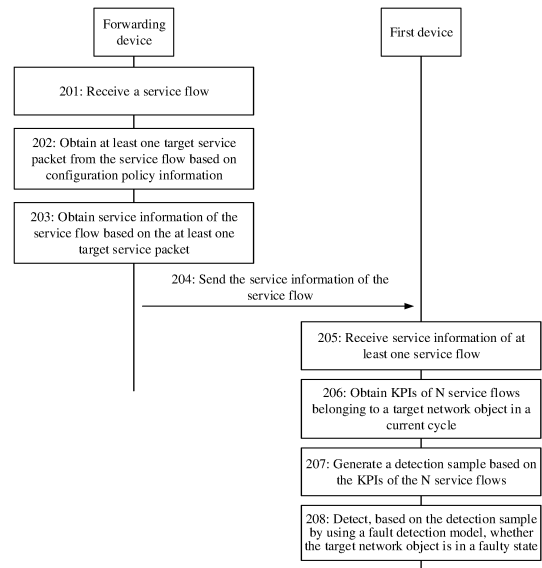 Forwarding
device
First device
201: Receive a service flow
202: Obtain at least one target service
packet from the service flow based on
configuration policy information
203: Obtain service information of the
service flow based on the at least one
target service packet
204: Send the service information of the
service flow
205: Receive service information of at
least one service flow
206: Obtain KPIs of N service flows
belonging to a target network object in a
current cycle
207: Generate a detection sample based on
the KPIs of the N service flows
208: Detect, based on the detection sample
by using a fault detection model, whether
the target network object is in a faulty state